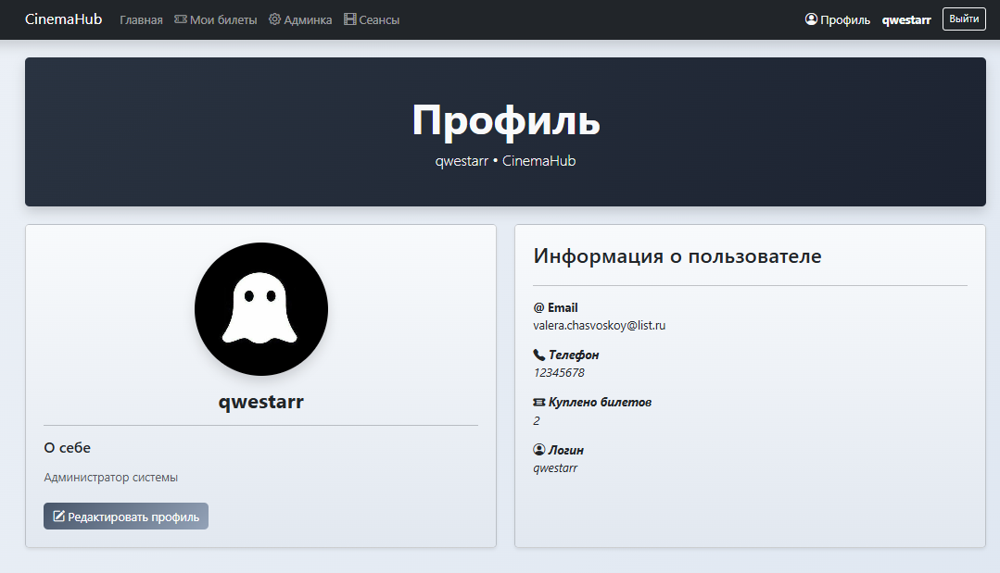 CinemaHub Главная Мои билеты Админка Сеансы Профиль qwestarr Выйти
Профиль
qwestarr • CinemaHub
qwestarr
О себе
Администратор системы
Редактировать профиль
Информация о пользователе
@ Email
valera.chasvoskoy@list.ru
Телефон
12345678
Куплено билетов
2
Логин
qwestarr